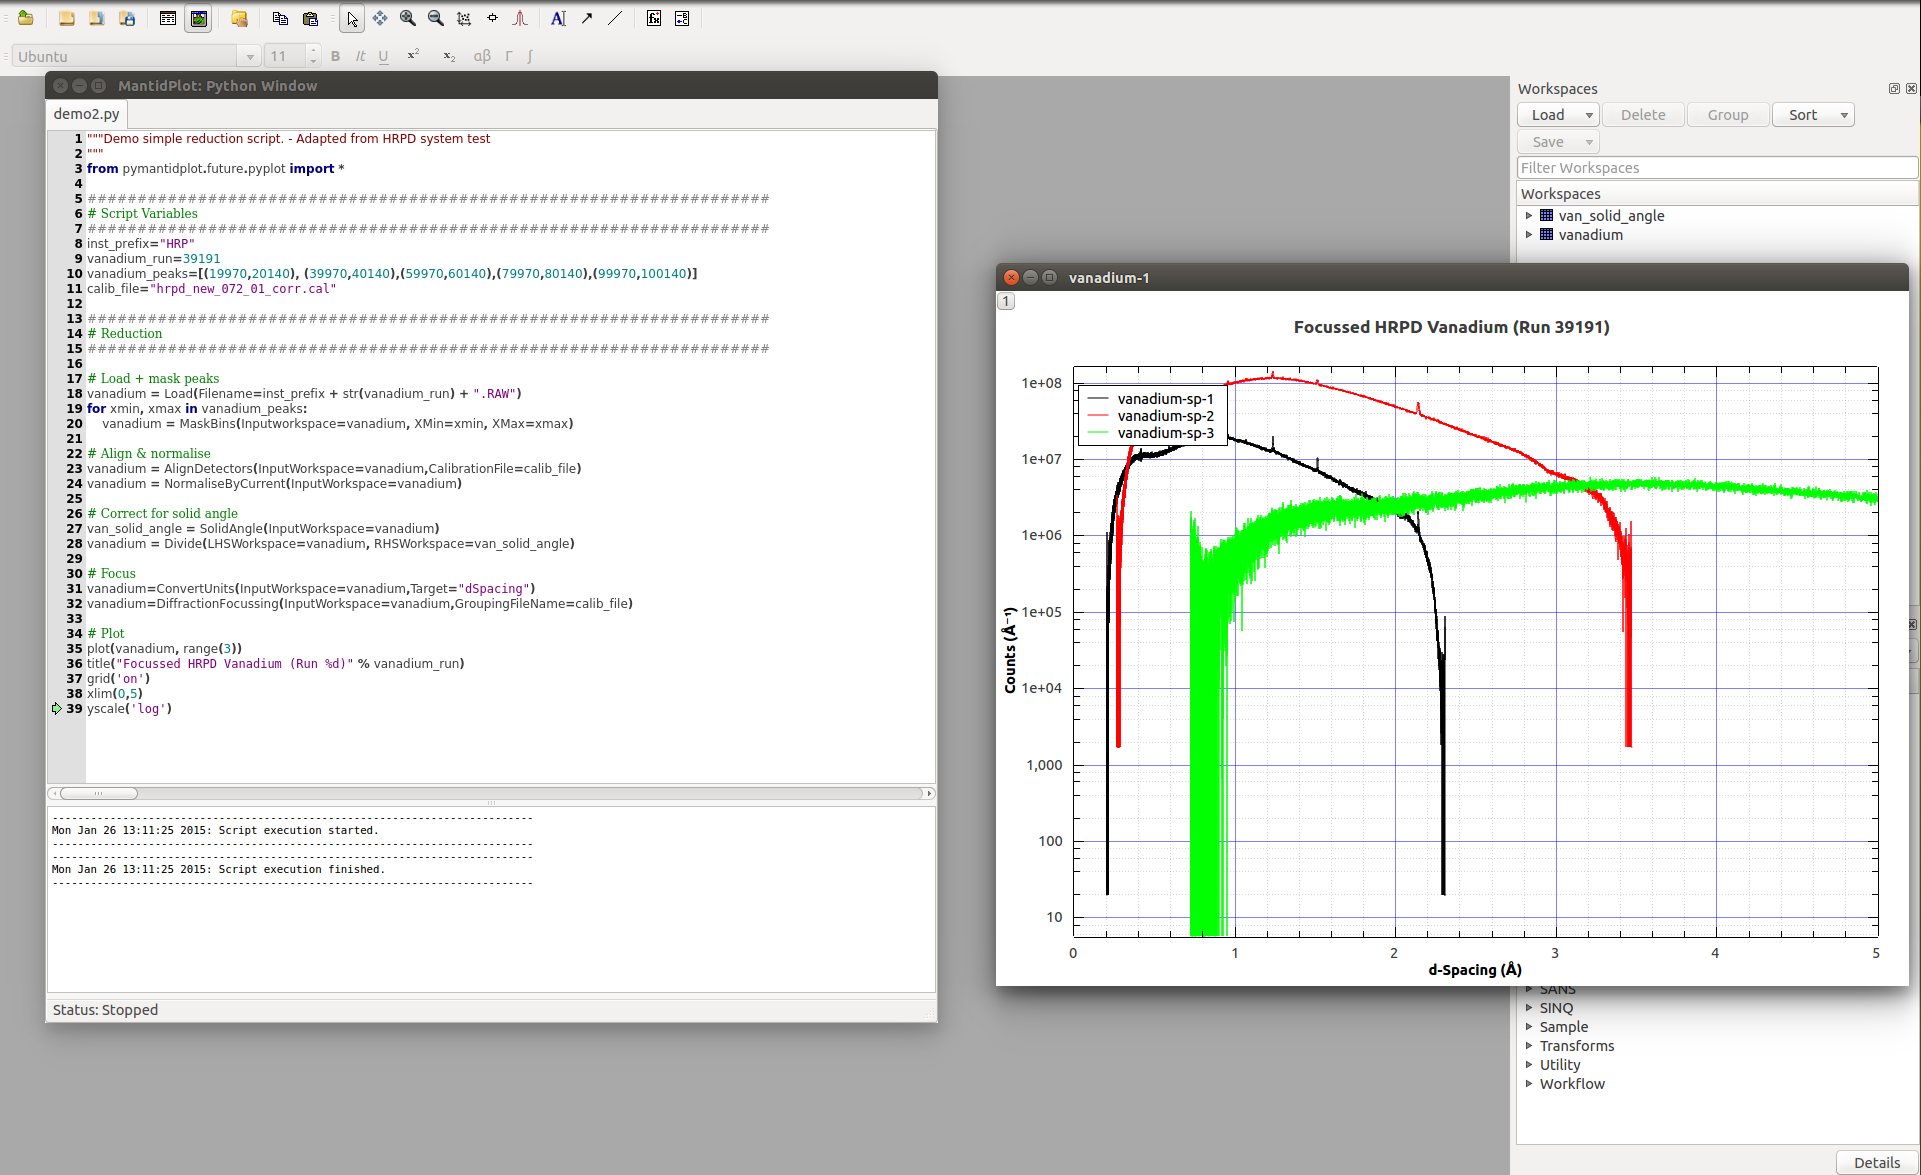 Ubuntu
11
B It U x² x₂ αβ Γ ∫
MantidPlot: Python Window
demo2.py
1 """Demo simple reduction script. - Adapted from HRPD system test
2 """
3 from pymantidplot.future.pyplot import *
4
5 ####################################################################
6 # Script Variables
7 ####################################################################
8 inst_prefix="HRP"
9 vanadium_run=39191
10 vanadium_peaks=[(19970,20140), (39970,40140),(59970,60140),(79970,80140),(99970,100140)]
11 calib_file="hrpd_new_072_01_corr.cal"
12
13 ####################################################################
14 # Reduction
15 ####################################################################
16
17 # Load + mask peaks
18 vanadium = Load(Filename=inst_prefix + str(vanadium_run) + ".RAW")
19 for xmin, xmax in vanadium_peaks:
20     vanadium = MaskBins(Inputworkspace=vanadium, XMin=xmin, XMax=xmax)
21
22 # Align & normalise
23 vanadium = AlignDetectors(InputWorkspace=vanadium,CalibrationFile=calib_file)
24 vanadium = NormaliseByCurrent(InputWorkspace=vanadium)
25
26 # Correct for solid angle
27 van_solid_angle = SolidAngle(InputWorkspace=vanadium)
28 vanadium = Divide(LHSWorkspace=vanadium, RHSWorkspace=van_solid_angle)
29
30 # Focus
31 vanadium=ConvertUnits(InputWorkspace=vanadium,Target="dSpacing")
32 vanadium=DiffractionFocussing(InputWorkspace=vanadium,GroupingFileName=calib_file)
33
34 # Plot
35 plot(vanadium, range(3))
36 title("Focussed HRPD Vanadium (Run %d)" % vanadium_run)
37 grid('on')
38 xlim(0,5)
39 yscale('log')
--------------------------------------------------------------------------
Mon Jan 26 13:11:25 2015: Script execution started.
--------------------------------------------------------------------------
--------------------------------------------------------------------------
Mon Jan 26 13:11:25 2015: Script execution finished.
--------------------------------------------------------------------------
Status: Stopped
vanadium-1
1
Focussed HRPD Vanadium (Run 39191)
vanadium-sp-1
vanadium-sp-2
vanadium-sp-3
Counts (Å⁻¹)
1e+08
1e+07
1e+06
1e+05
1e+04
1,000
100
10
0 1 2 3 4 5
d-Spacing (Å)
Workspaces
Load Delete Group Sort
Save
Filter Workspaces
Workspaces
van_solid_angle
vanadium
SANS
SINQ
Sample
Transforms
Utility
Workflow
Details